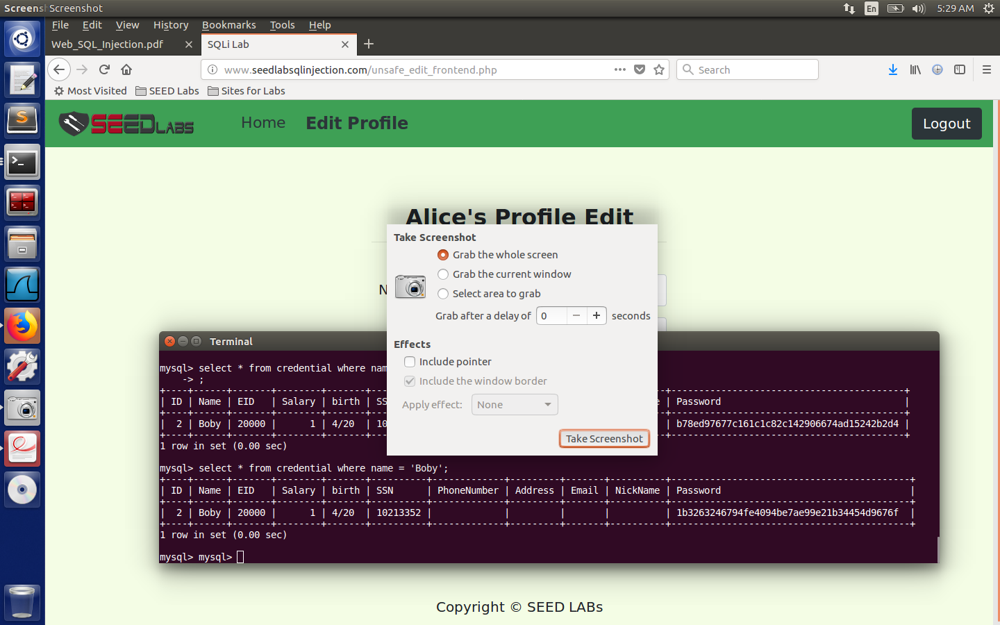 Screens Screenshot
En 5:29 AM
File Edit View History Bookmarks Tools Help
Web_SQL_Injection.pdf
SQLi Lab
www.seedlabsqlinjection.com/unsafe_edit_frontend.php
Search
Most Visited SEED Labs Sites for Labs
SEEDLABS
Home Edit Profile Logout
Alice's Profile Edit
N
Take Screenshot
Grab the whole screen
Grab the current window
Select area to grab
Grab after a delay of 0 − + seconds
Effects
Include pointer
Include the window border
Apply effect: None
Take Screenshot
Terminal
mysql> select * from credential where nam
-> ;
| ID | Name | EID | Salary | birth | SS e | Password |
| 2 | Boby | 20000 | 1 | 4/20 | 10 | b78ed97677c161c1c82c142906674ad15242b2d4 |
1 row in set (0.00 sec)
mysql> select * from credential where name = 'Boby';
| ID | Name | EID | Salary | birth | SSN | PhoneNumber | Address | Email | NickName | Password |
| 2 | Boby | 20000 | 1 | 4/20 | 10213352 | | | | | 1b3263246794fe4094be7ae99e21b34454d9676f |
1 row in set (0.00 sec)
mysql> mysql>
Copyright © SEED LABs